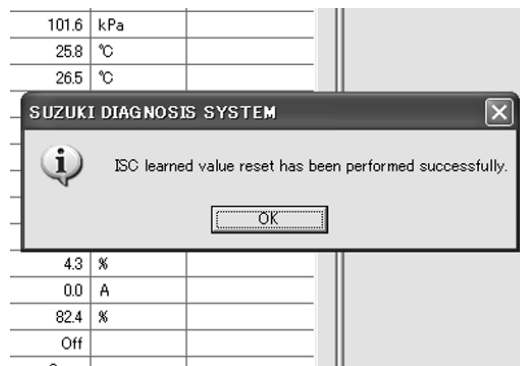 101.6 kPa
25.8 ℃
26.5 ℃
SUZUKI DIAGNOSIS SYSTEM
ISC learned value reset has been performed successfully.
OK
4.3 %
0.0 A
82.4 %
Off